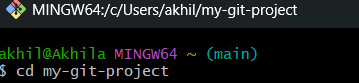 MINGW64:/c/Users/akhil/my-git-project
akhil@Akhila MINGW64 ~ (main)
$ cd my-git-project